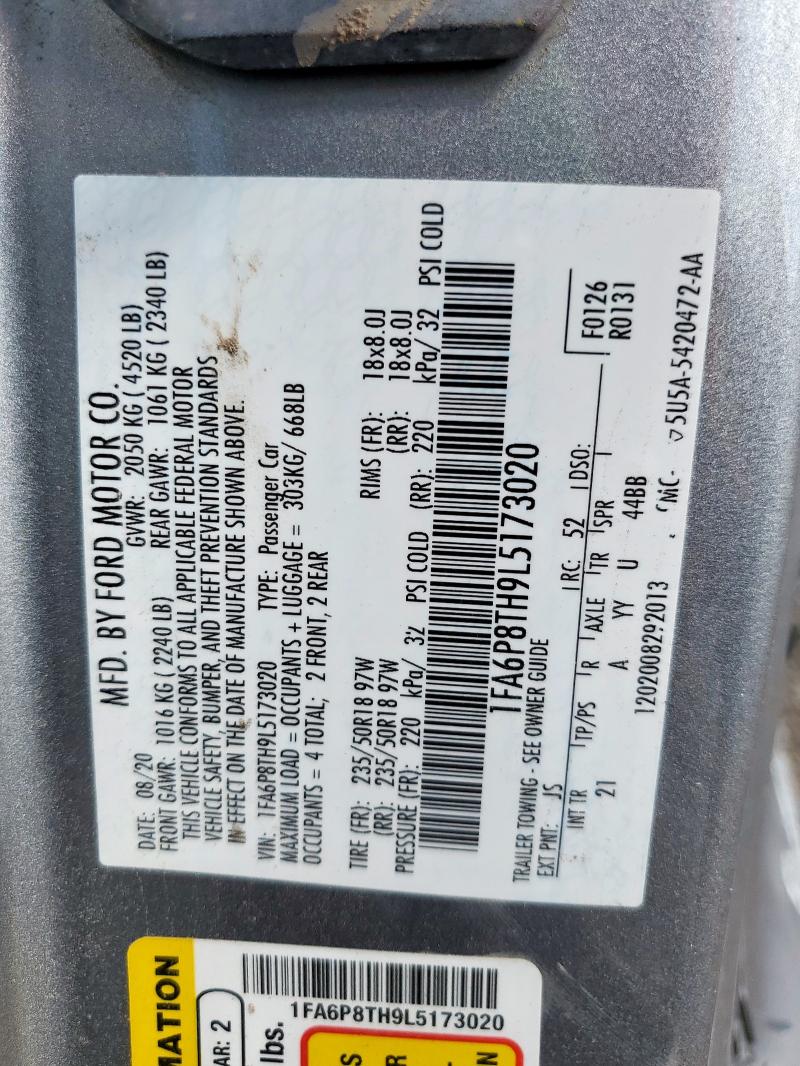 MFD. BY FORD MOTOR CO.
DATE: 08/20 GVWR: 2050 KG ( 4520 LB)
FRONT GAWR: 1016 KG ( 2240 LB) REAR GAWR: 1061 KG ( 2340 LB)
THIS VEHICLE CONFORMS TO ALL APPLICABLE FEDERAL MOTOR
VEHICLE SAFETY, BUMPER, AND THEFT PREVENTION STANDARDS
IN EFFECT ON THE DATE OF MANUFACTURE SHOWN ABOVE.
VIN: 1FA6P8TH9L5173020 TYPE: Passenger Car
MAXIMUM LOAD = OCCUPANTS + LUGGAGE = 303KG/ 668LB
OCCUPANTS = 4 TOTAL; 2 FRONT, 2 REAR
TIRE (FR): 235/50R18 97W RIMS (FR): 18x8.0J
(RR): 235/50R18 97W (RR): 18x8.0J
PRESSURE (FR): 220 kPa/ 32 PSI COLD (RR): 220 kPa/ 32 PSI COLD
1FA6P8TH9L5173020
TRAILER TOWING - SEE OWNER GUIDE
EXT PNT: JS RC: 52 DSO: F0126
R0131
INT TR TP/PS R AXLE TR SPR
21 A YY U 44BB
1202008292013 5U5A-5420472-AA
MATION
AR: 2
lbs.
1FA6P8TH9L5173020
S
R
N